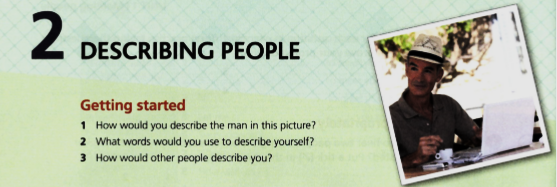 2 DESCRIBING PEOPLE
Getting started
1 How would you describe the man in this picture?
2 What words would you use to describe yourself?
3 How would other people describe you?